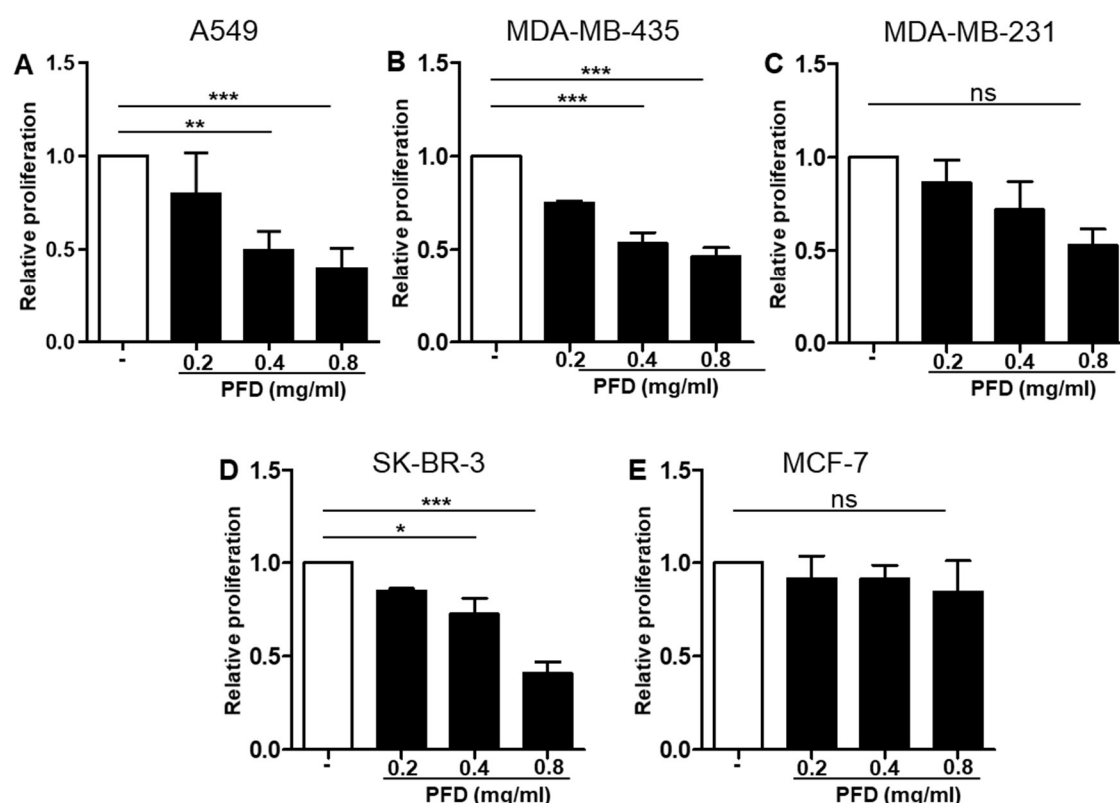 A549
A
Relative proliferation
1.5
1.0
0.5
0.0
***
**
-
0.2 0.4 0.8
PFD (mg/ml)
MDA-MB-435
B
Relative proliferation
1.5
1.0
0.5
0.0
***
***
-
0.2 0.4 0.8
PFD (mg/ml)
MDA-MB-231
C
Relative proliferation
1.5
1.0
0.5
0.0
ns
-
0.2 0.4 0.8
PFD (mg/ml)
SK-BR-3
D
Relative proliferation
1.5
1.0
0.5
0.0
***
*
-
0.2 0.4 0.8
PFD (mg/ml)
MCF-7
E
Relative proliferation
1.5
1.0
0.5
0.0
ns
-
0.2 0.4 0.8
PFD (mg/ml)